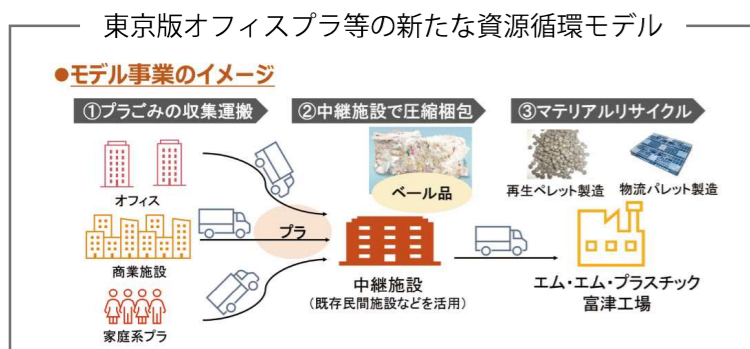 東京版オフィスプラ等の新たな資源循環モデル
●モデル事業のイメージ
①プラごみの収集運搬
②中継施設で圧縮梱包
③マテリアルリサイクル
オフィス
商業施設
家庭系プラ
プラ
ベール品
中継施設
（既存民間施設などを活用）
再生ペレット製造
物流パレット製造
エム・エム・プラスチック
富津工場